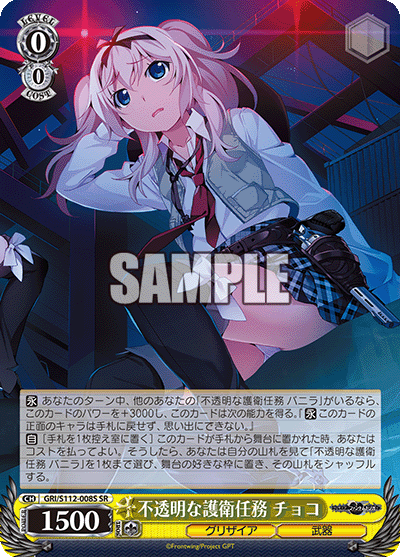 LEVEL
0
0
COST
SAMPLE
永 あなたのターン中、他のあなたの「不透明な護衛任務 バニラ」がいるなら、
このカードのパワーを+3000し、このカードは次の能力を得る。『永 このカードの
正面のキャラは手札に戻せず、思い出にできない。』
自 [手札を1枚控え室に置く] このカードが手札から舞台に置かれた時、あなたは
コストを払ってよい。そうしたら、あなたは自分の山札を見て「不透明な護衛任務
バニラ」を1枚まで選び、舞台の好きな枠に置き、その山札をシャッフル
する。
GRI/S112-008S SR
不透明な護衛任務 チョコ
POWER
1500
SOUL
グリザイア
武器
©Frontwing/Project GPT